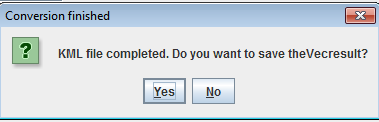 Conversion finished
KML file completed. Do you want to save theVecresult?
Yes No